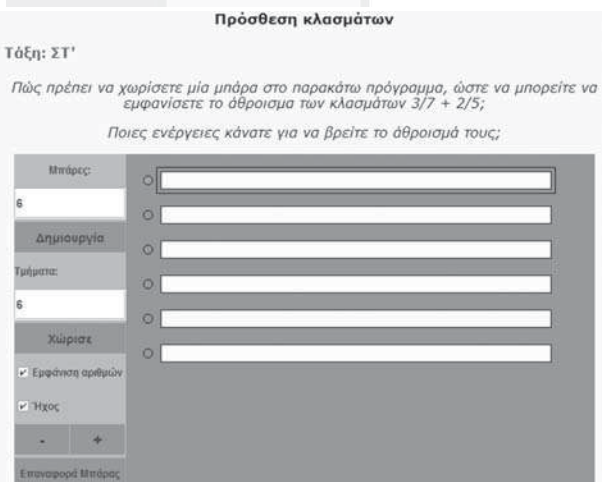 Πρόσθεση κλασμάτων
Τάξη: ΣΤ'
Πὼς πρέπει να χωρίσετε μία μπάρα στο παρακάτω πρόγραμμα, ώστε να μπορείτε να
εμφανίσετε το άθροισμα των κλασμάτων 3/7 + 2/5;
Ποιες ενέργειες κάνατε για να βρείτε το άθροισμά τους;
Μπάρες:
6
Δημιουργία
Τμήματα:
6
Χώρισε
Εμφάνιση αριθμών
Ήχος
- +
Επαναφορά Μπάρας